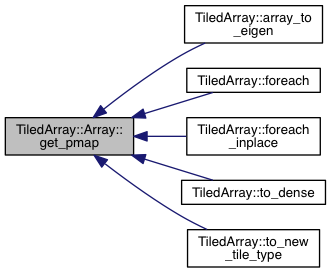 TiledArray::array_to
_eigen
TiledArray::foreach
TiledArray::Array::
get_pmap
TiledArray::foreach
_inplace
TiledArray::to_dense
TiledArray::to_new
_tile_type